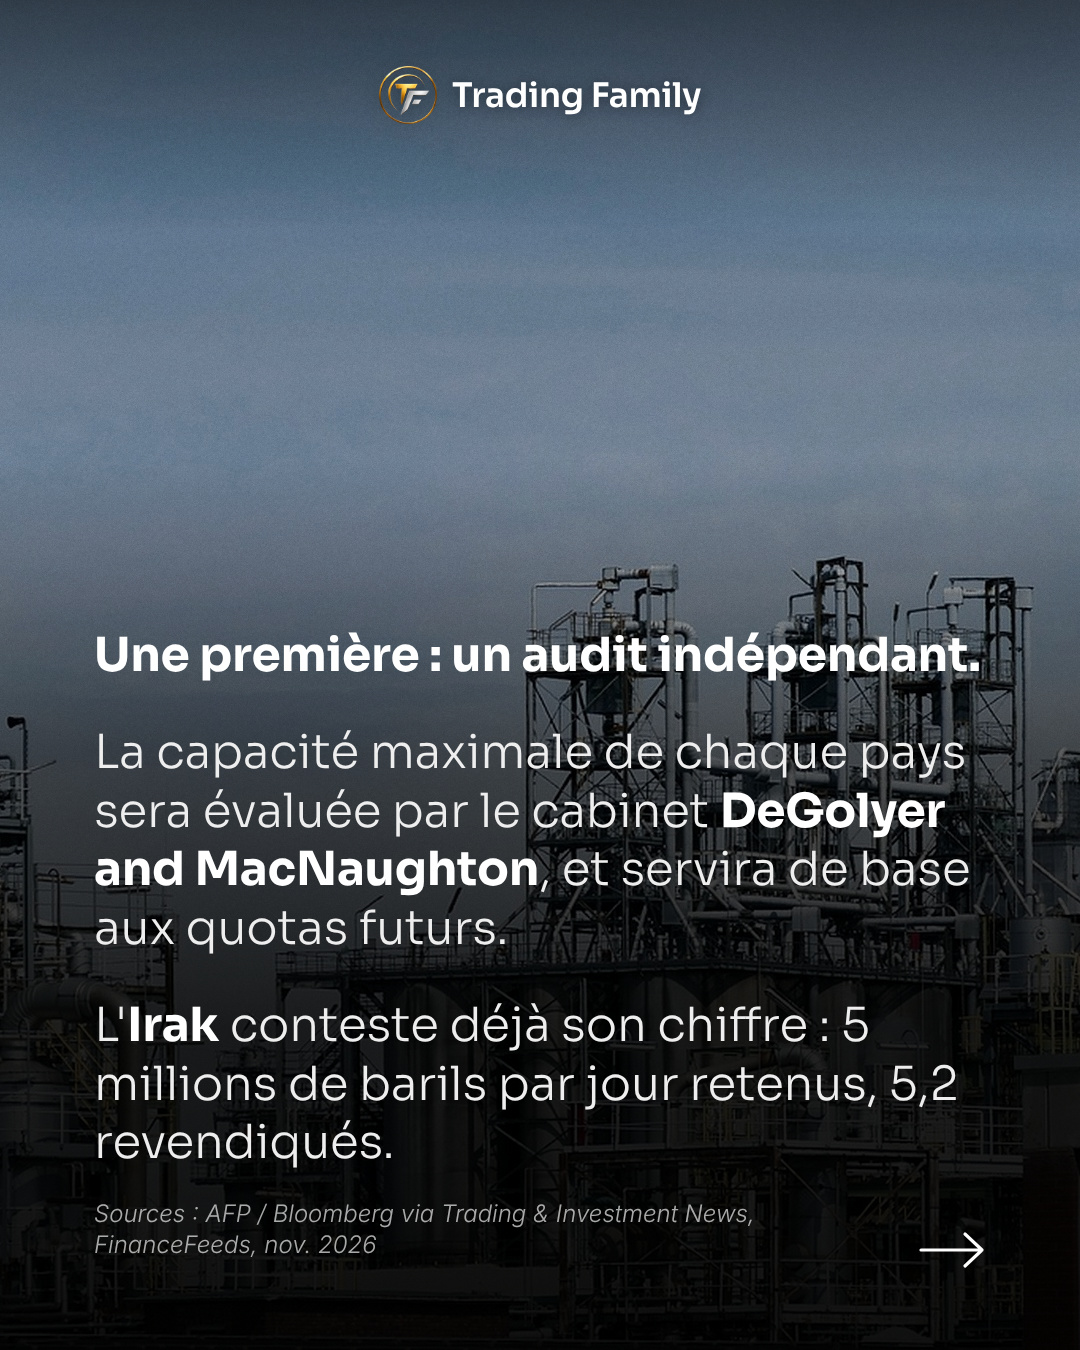 Trading Family
Une première : un audit indépendant.
La capacité maximale de chaque pays
sera évaluée par le cabinet DeGolyer
and MacNaughton, et servira de base
aux quotas futurs.
L'Irak conteste déjà son chiffre : 5
millions de barils par jour retenus, 5,2
revendiqués.
Sources : AFP / Bloomberg via Trading & Investment News,
FinanceFeeds, nov. 2026